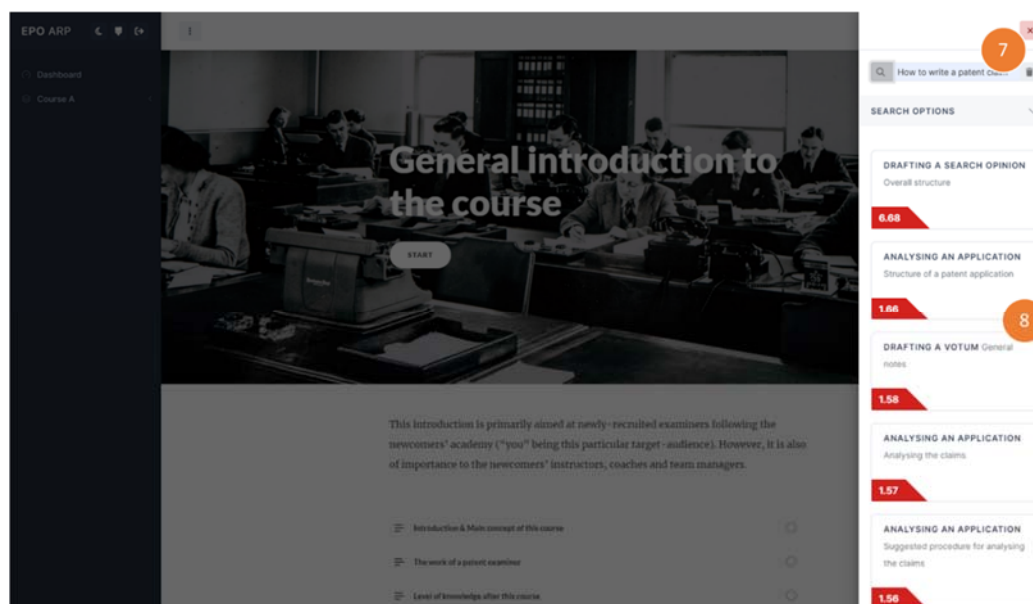 EPO ARP
Dashboard
Course A
General introduction to
the course
START
This introduction is primarily aimed at newly-recruited examiners following the
newcomers' academy ("you" being this particular target-audience). However, it is also
of importance to the newcomers' instructors, coaches and team managers.
Introduction & Main concept of this course
The work of a patent examiner
Level of knowledge after this course
7
How to write a patent
SEARCH OPTIONS
DRAFTING A SEARCH OPINION
Overall structure
6.68
ANALYSING AN APPLICATION
Structure of a patent application
1.66
8
DRAFTING A VOTUM General
notes
1.58
ANALYSING AN APPLICATION
Analysing the claims
1.57
ANALYSING AN APPLICATION
Suggested procedure for analysing
the claims
1.56